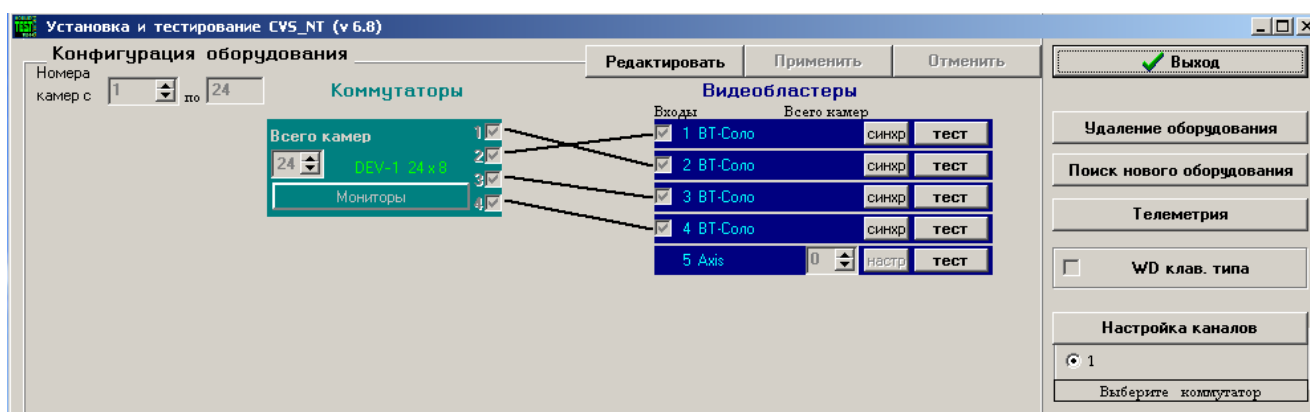 Установка и тестирование CVS_NT (v 6.8)
Конфигурация оборудования
Редактировать
Применить
Отменить
Выход
Номера
камер с 1 по 24
Коммутаторы
Видеобластеры
Входы
Всего камер
Всего камер
24
DEV-1 24 x 8
Мониторы
1
2
3
4
1 BT-Соло синхр тест
2 BT-Соло синхр тест
3 BT-Соло синхр тест
4 BT-Соло синхр тест
5 Axis 0 настр тест
Удаление оборудования
Поиск нового оборудования
Телеметрия
WD клав. типа
Настройка каналов
1
Выберите коммутатор